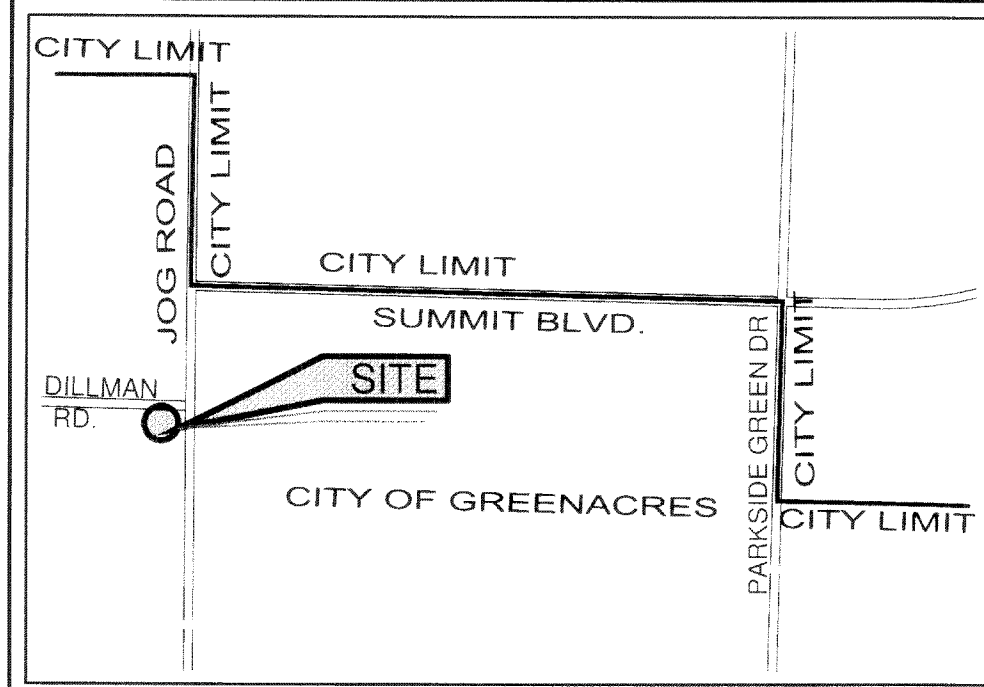 CITY LIMIT
CITY LIMIT
JOG ROAD
CITY LIMIT
SUMMIT BLVD.
DILLMAN
RD.
SITE
PARKSIDE GREEN DR
CITY LIMIT
CITY OF GREENACRES
CITY LIMIT